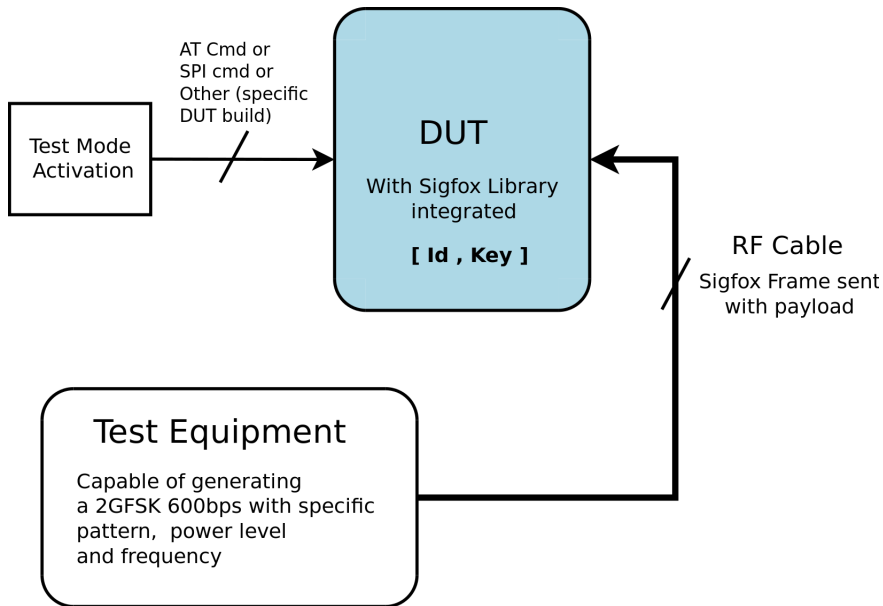 AT Cmd or
SPI cmd or
Other (specific
DUT build)
Test Mode
Activation
DUT
With Sigfox Library
integrated
[ Id , Key ]
RF Cable
Sigfox Frame sent
with payload
Test Equipment
Capable of generating
a 2GFSK 600bps with specific
pattern,  power level
and frequency